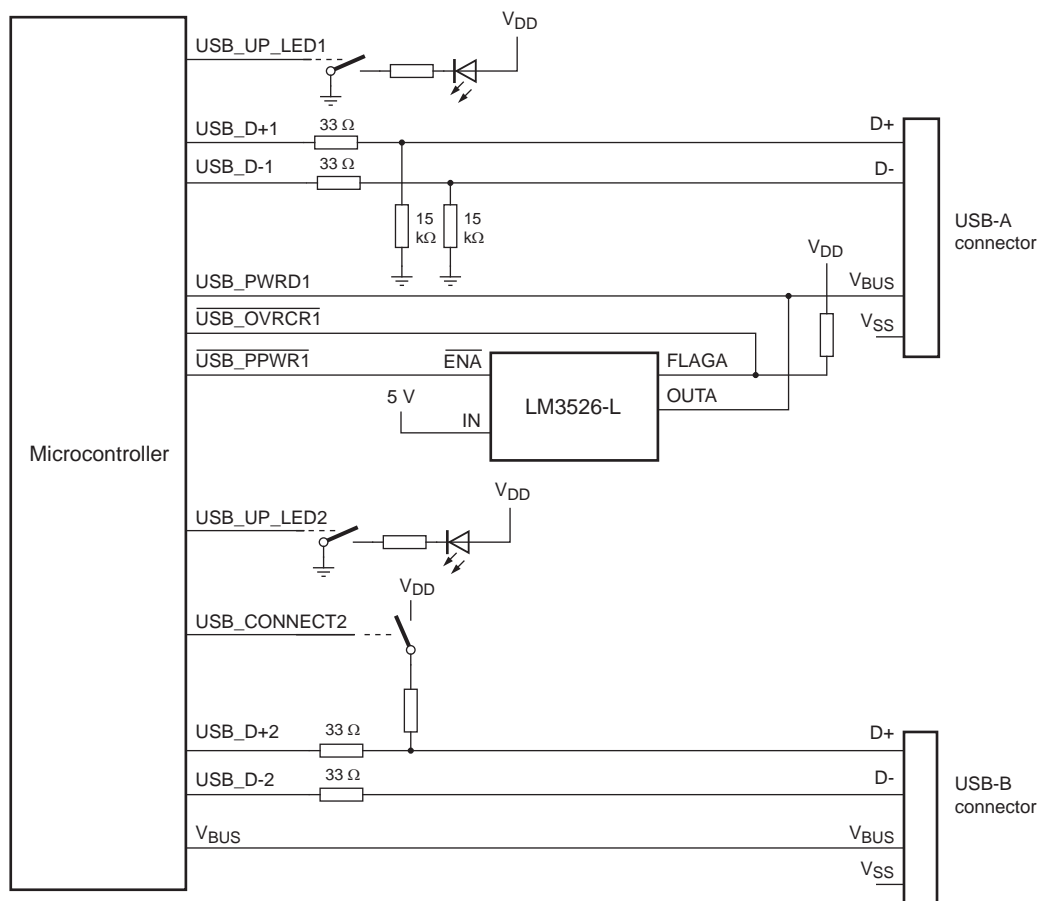 VDD
USB_UP_LED1
USB_D+1
33 Ω
D+
USB_D-1
33 Ω
D-
15
kΩ
15
kΩ
USB-A
connector
VDD
USB_PWRD1
VBUS
USB_OVRCR1
VSS
USB_PPWR1
ENA
FLAGA
5 V
LM3526-L
OUTA
IN
Microcontroller
VDD
USB_UP_LED2
VDD
USB_CONNECT2
USB_D+2
33 Ω
D+
USB_D-2
33 Ω
D-
USB-B
connector
VBUS
VBUS
VSS